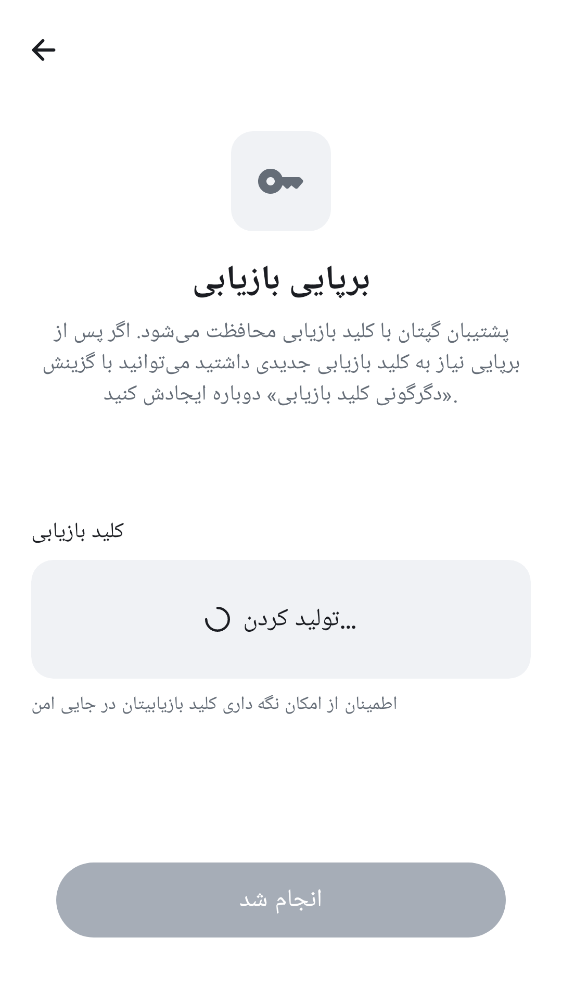 برپایی بازیابی
پشتیبان گپتان با کلید بازیابی محافظت می‌شود. اگر پس از
برپایی نیاز به کلید بازیابی جدیدی داشتید می‌توانید با گزینش
«دگرگونی کلید بازیابی» دوباره ایجادش کنید.
کلید بازیابی
تولید کردن...
اطمینان از امکان نگه داری کلید بازیابیتان در جایی امن
انجام شد